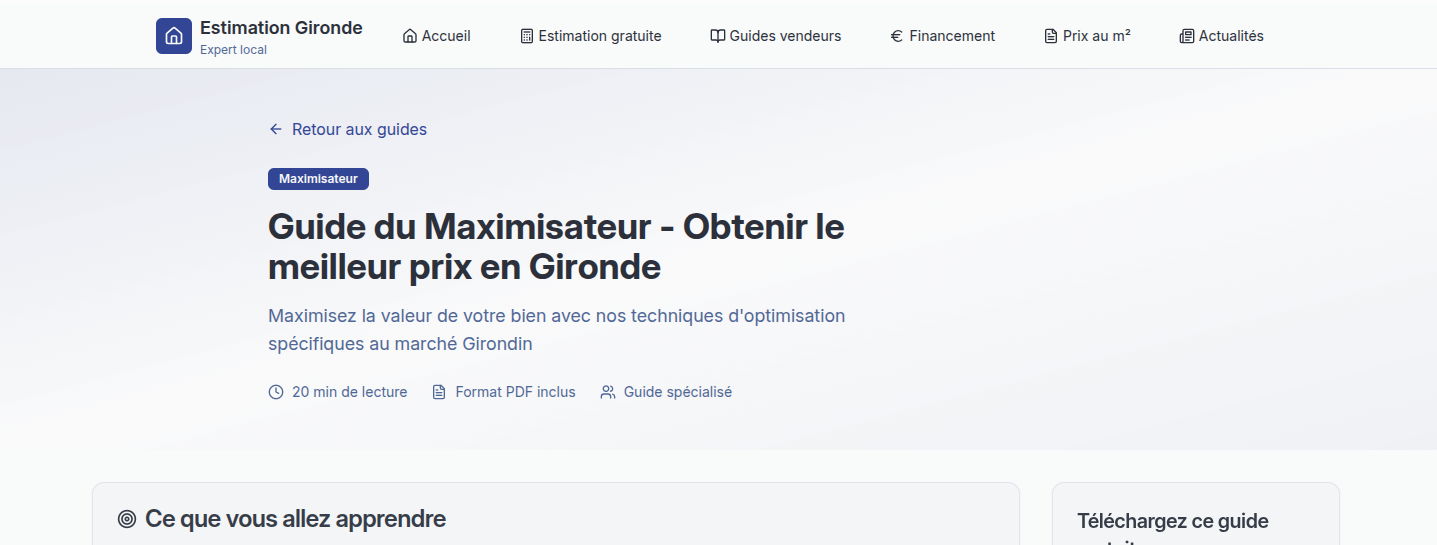 Estimation Gironde
Expert local
Accueil
Estimation gratuite
Guides vendeurs
Financement
Prix au m²
Actualités
Retour aux guides
Maximisateur
Guide du Maximisateur - Obtenir le
meilleur prix en Gironde
Maximisez la valeur de votre bien avec nos techniques d'optimisation
spécifiques au marché Girondin
20 min de lecture
Format PDF inclus
Guide spécialisé
Ce que vous allez apprendre
Téléchargez ce guide